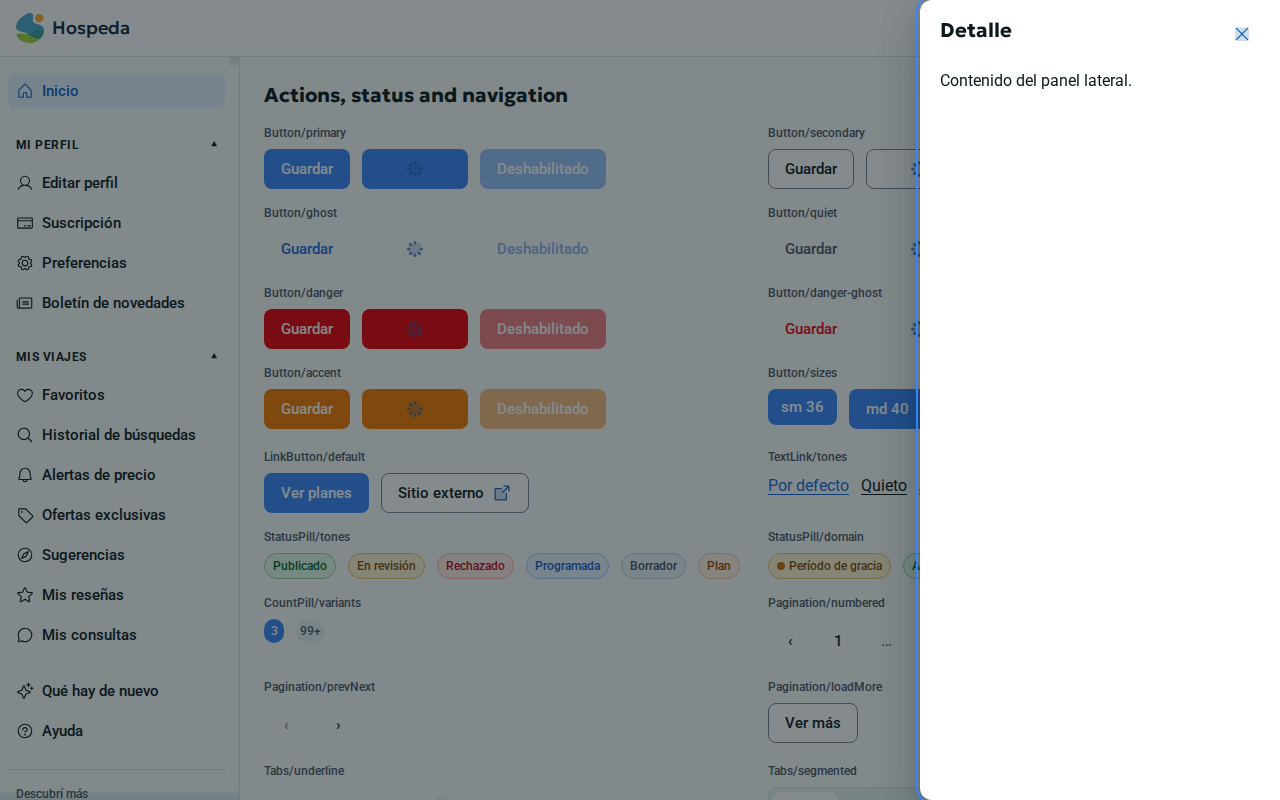 Hospeda
Inicio
MI PERFIL
Editar perfil
Suscripción
Preferencias
Boletín de novedades
MIS VIAJES
Favoritos
Historial de búsquedas
Alertas de precio
Ofertas exclusivas
Sugerencias
Mis reseñas
Mis consultas
Qué hay de nuevo
Ayuda
Descubrí más
Actions, status and navigation
Button/primary
Guardar
Deshabilitado
Button/secondary
Guardar
Button/ghost
Guardar
Deshabilitado
Button/quiet
Guardar
Button/danger
Guardar
Deshabilitado
Button/danger-ghost
Guardar
Button/accent
Guardar
Deshabilitado
Button/sizes
sm 36
md 40
LinkButton/default
Ver planes
Sitio externo
TextLink/tones
Por defecto
Quieto
StatusPill/tones
Publicado
En revisión
Rechazado
Programada
Borrador
Plan
StatusPill/domain
Período de gracia
CountPill/variants
3
99+
Pagination/numbered
‹
1
...
Pagination/prevNext
‹
›
Pagination/loadMore
Ver más
Tabs/underline
Tabs/segmented
Detalle
Contenido del panel lateral.